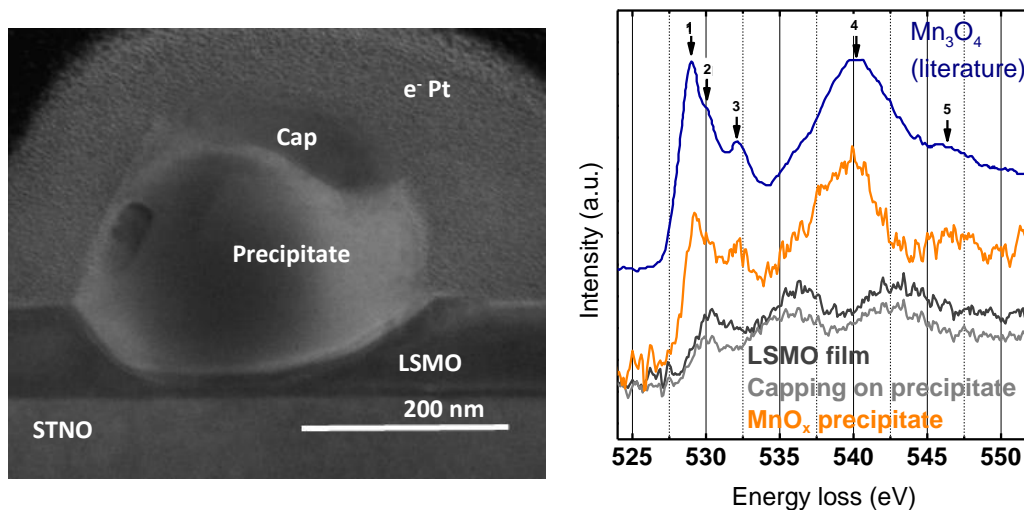 e⁻ Pt
Cap
Precipitate
LSMO
200 nm
STNO
Intensity (a.u.)
1
2
3
4
5
Mn₃O₄
(literature)
LSMO film
Capping on precipitate
MnOₓ precipitate
525 530 535 540 545 550
Energy loss (eV)